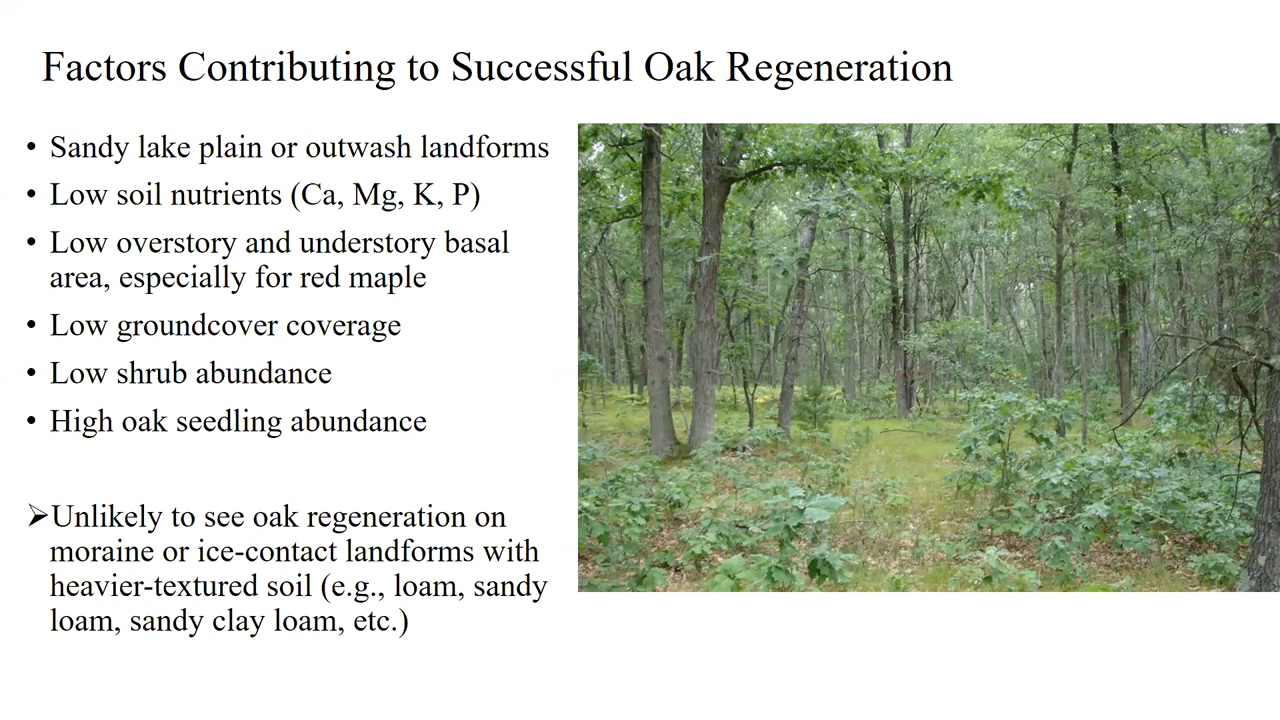 Factors Contributing to Successful Oak Regeneration
• Sandy lake plain or outwash landforms
• Low soil nutrients (Ca, Mg, K, P)
• Low overstory and understory basal
area, especially for red maple
• Low groundcover coverage
• Low shrub abundance
• High oak seedling abundance
➢Unlikely to see oak regeneration on
moraine or ice-contact landforms with
heavier-textured soil (e.g., loam, sandy
loam, sandy clay loam, etc.)